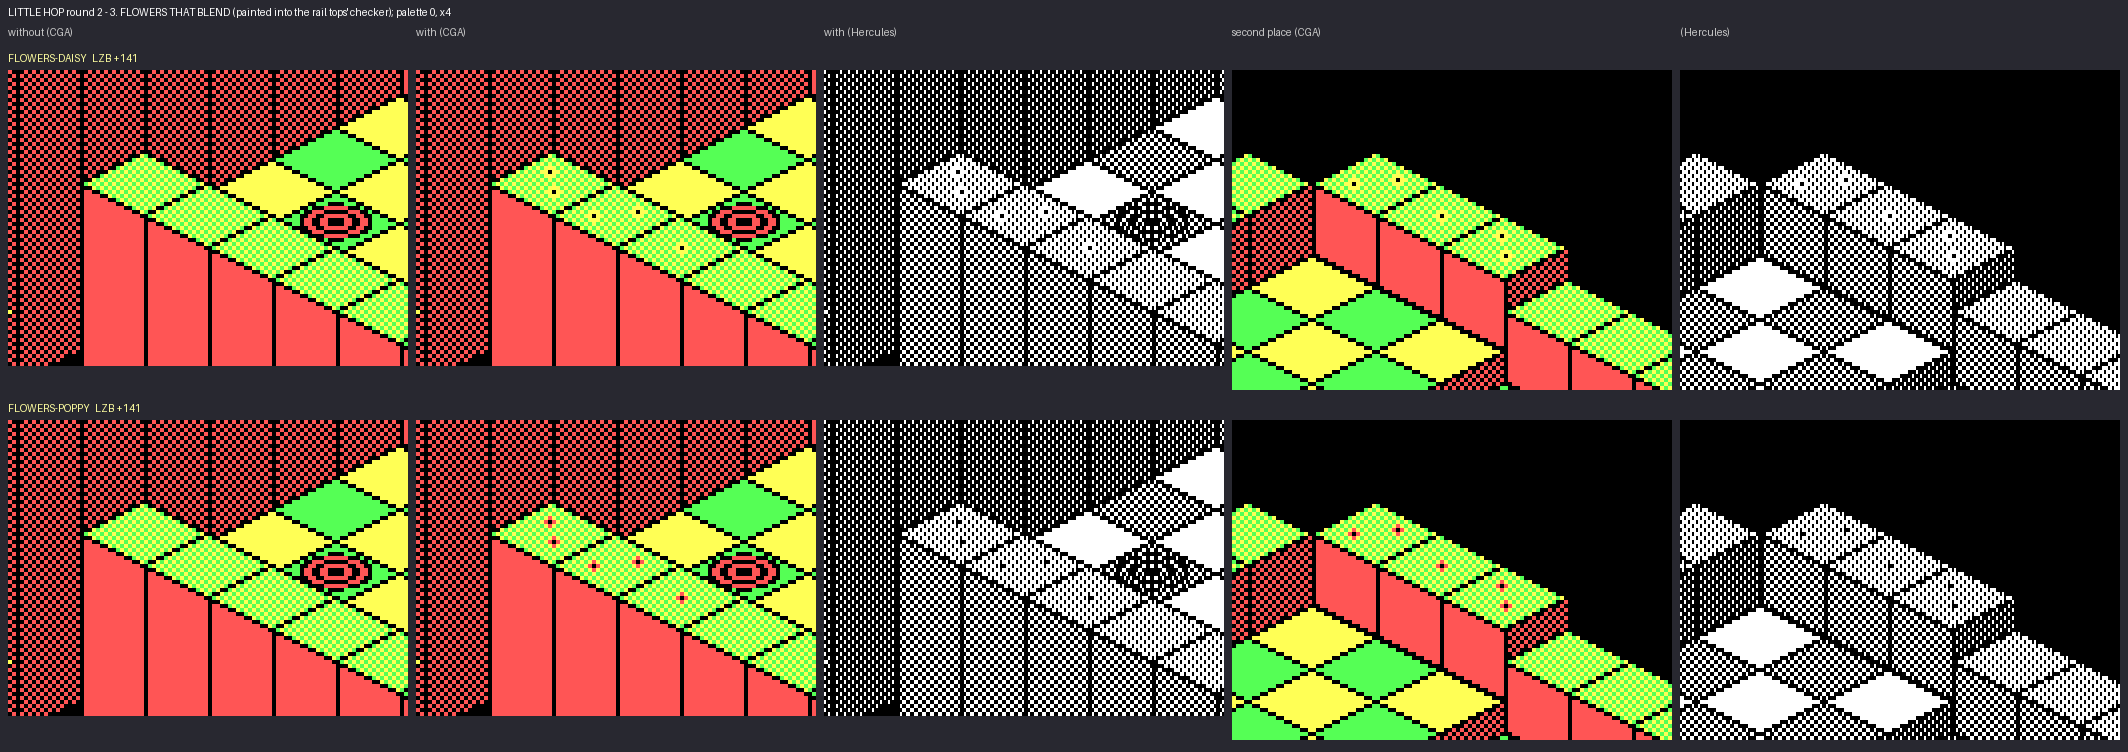 LITTLE HOP round 2 - 3. FLOWERS THAT BLEND (painted into the rail tops' checker); palette 0, x4
without (CGA) with (CGA) with (Hercules) second place (CGA) (Hercules)
FLOWERS-DAISY LZB +141
FLOWERS-POPPY LZB +141